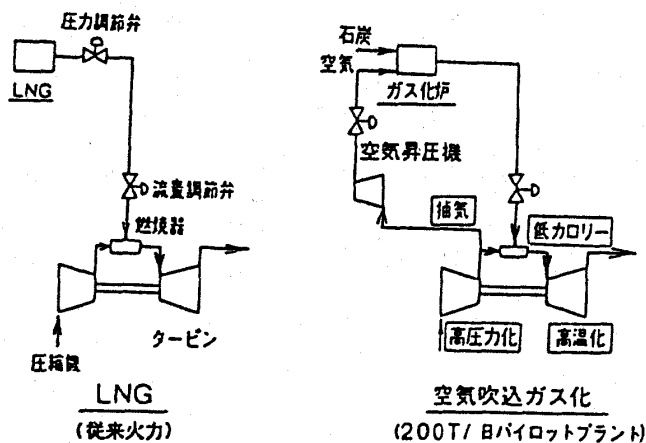 圧力調節弁
LNG
流量調節弁
燃焼器
タービン
圧縮機
LNG
(従来火力)
石炭
空気
ガス化炉
空気昇圧機
抽気
低カロリー
高圧力化
高温化
空気吹込ガス化
(200T/日パイロットプラント)